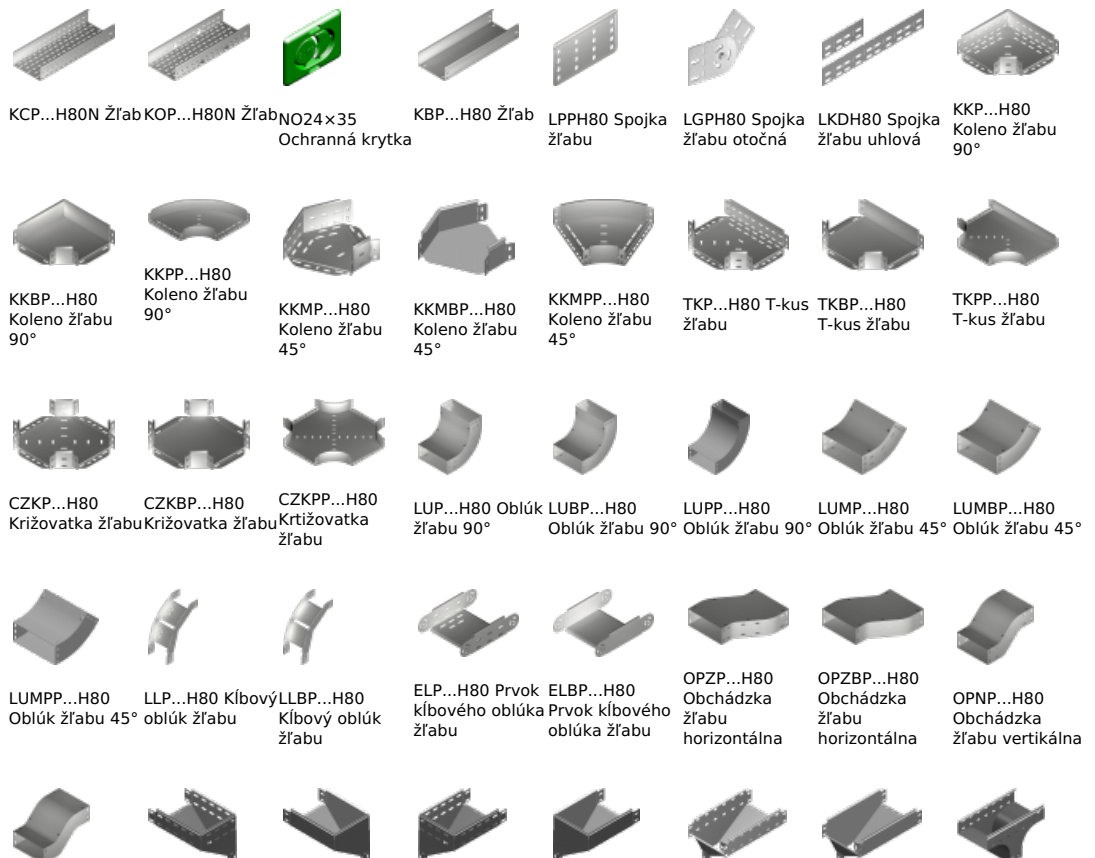 KCP...H80N Žľab
KOP...H80N Žľab
NO24×35
Ochranná krytka
KBP...H80 Žľab
LPPH80 Spojka
žľabu
LGPH80 Spojka
žľabu otočná
LKDH80 Spojka
žľabu uhlová
KKP...H80
Koleno žľabu
90°
KKBP...H80
Koleno žľabu
90°
KKPP...H80
Koleno žľabu
90°
KKMP...H80
Koleno žľabu
45°
KKMBP...H80
Koleno žľabu
45°
KKMPP...H80
Koleno žľabu
45°
TKP...H80 T-kus
žľabu
TKBP...H80
T-kus žľabu
TKPP...H80
T-kus žľabu
CZKP...H80
Križovatka žľabu
CZKBP...H80
Križovatka žľabu
CZKPP...H80
Krtižovatka
žľabu
LUP...H80 Oblúk
žľabu 90°
LUBP...H80
Oblúk žľabu 90°
LUPP...H80
Oblúk žľabu 90°
LUMP...H80
Oblúk žľabu 45°
LUMBP...H80
Oblúk žľabu 45°
LUMPP...H80
Oblúk žľabu 45°
LLP...H80 Kĺbový
oblúk žľabu
LLBP...H80
Kĺbový oblúk
žľabu
ELP...H80 Prvok
kĺbového oblúka
žľabu
ELBP...H80
Prvok kĺbového
oblúka žľabu
OPZP...H80
Obchádzka
žľabu
horizontálna
OPZBP...H80
Obchádzka
žľabu
horizontálna
OPNP...H80
Obchádzka
žľabu vertikálna